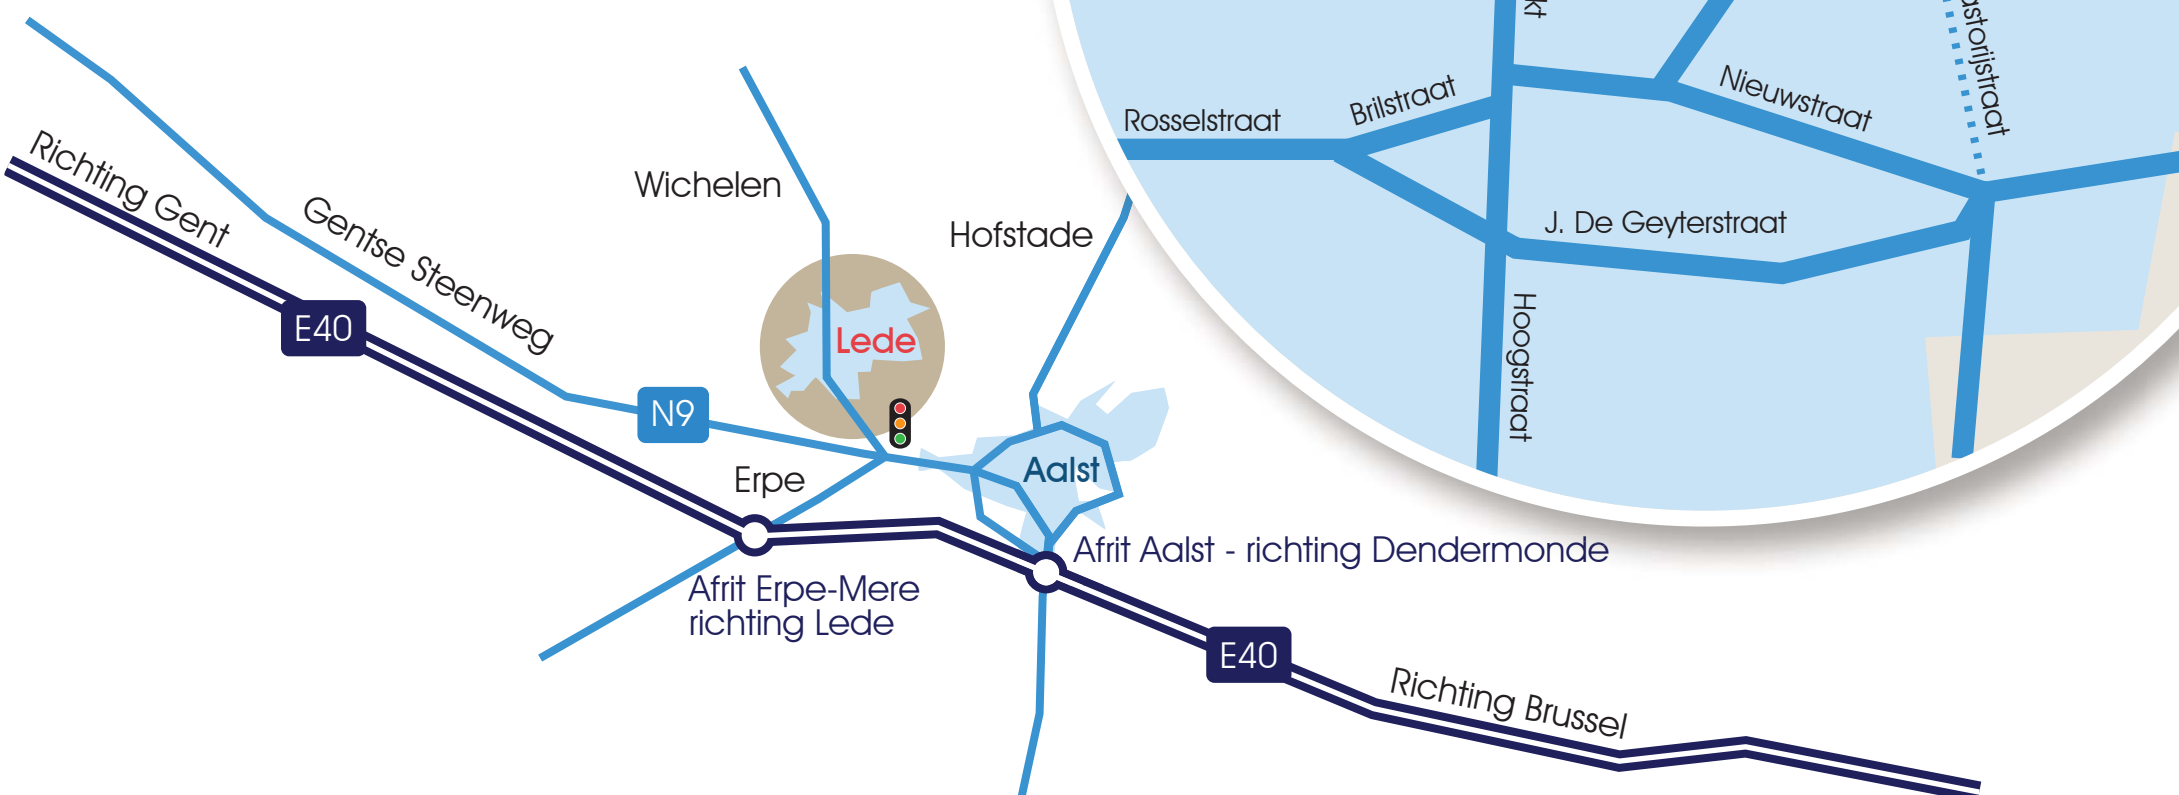 Richting Gent
E40
Gentse Steenweg
N9
Wichelen
Hofstade
Lede
Erpe
Aalst
Afrit Erpe-Mere
richting Lede
Afrit Aalst - richting Dendermonde
E40
Richting Brussel
Rosselstraat
Brilstraat
Nieuwstraat
J. De Geyterstraat
Hoogstraat